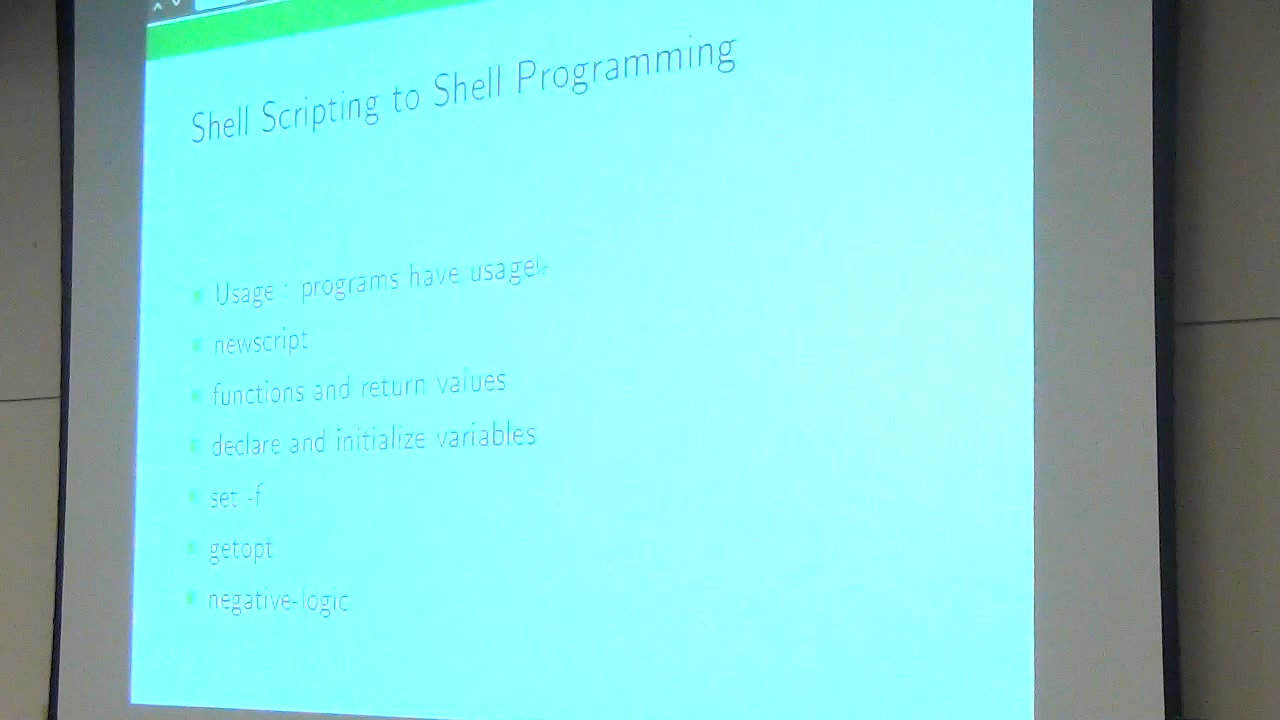 Shell Scripting to Shell Programming
Usage : programs have usage!
newscript
functions and return values
declare and initialize variables
set -f
getopt
negative-logic